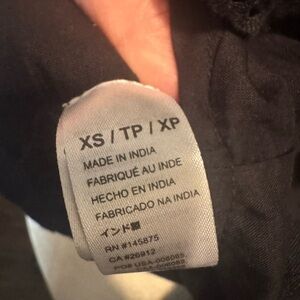 XS / TP / XP
MADE IN INDIA
FABRIQUÉ AU INDE
HECHO EN INDIA
FABRICADO NA INDIA
インド製
RN #145875
CA #26912